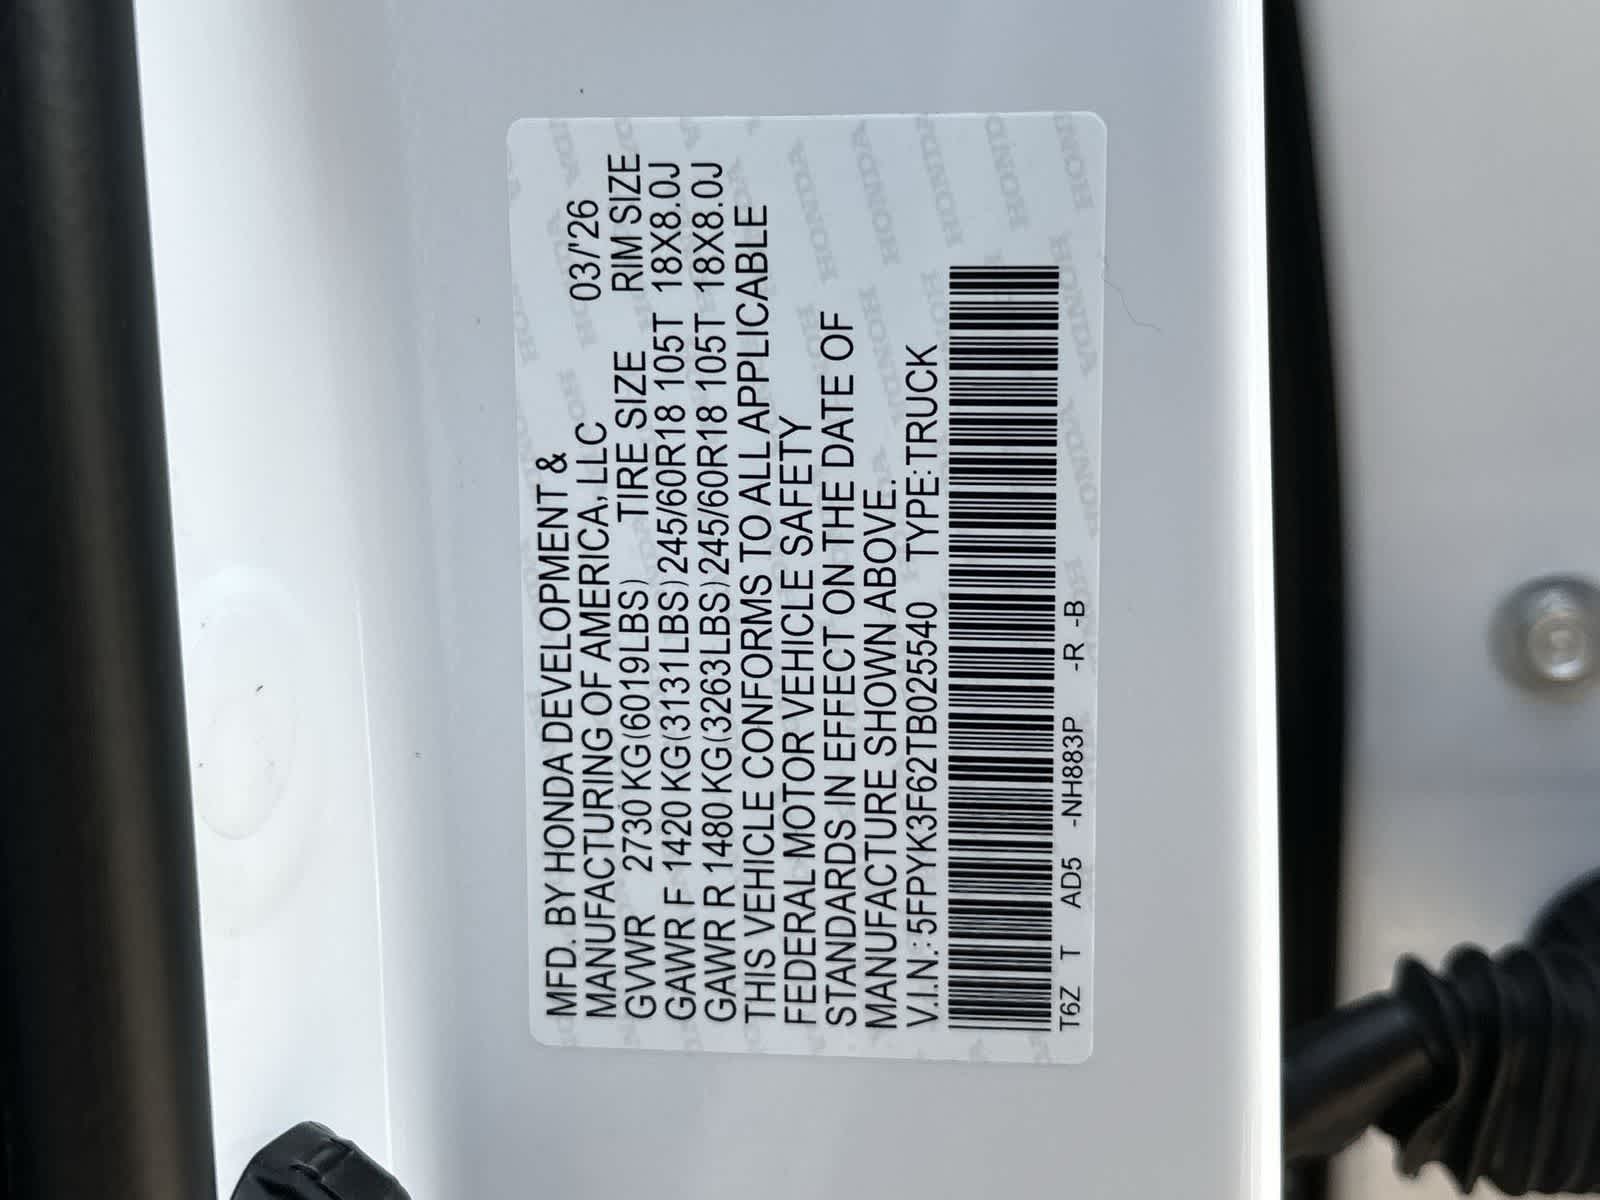 MFD. BY HONDA DEVELOPMENT &
MANUFACTURING OF AMERICA, LLC 03/'26
GVWR 2730 KG(6019LBS) TIRE SIZE RIM SIZE
GAWR F 1420 KG(3131LBS) 245/60R18 105T 18X8.0J
GAWR R 1480 KG(3263LBS) 245/60R18 105T 18X8.0J
THIS VEHICLE CONFORMS TO ALL APPLICABLE
FEDERAL MOTOR VEHICLE SAFETY
STANDARDS IN EFFECT ON THE DATE OF
MANUFACTURE SHOWN ABOVE.
V.I.N.: 5FPYK3F62TB025540 TYPE:TRUCK
T6Z T AD5 -NH883P -R -B